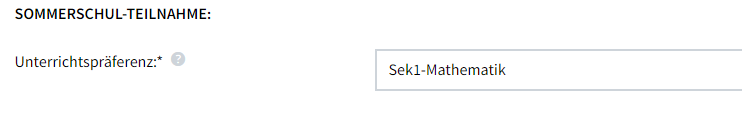 SOMMERSCHUL-TEILNAHME:
Unterrichtspräferenz:* ?
Sek1-Mathematik